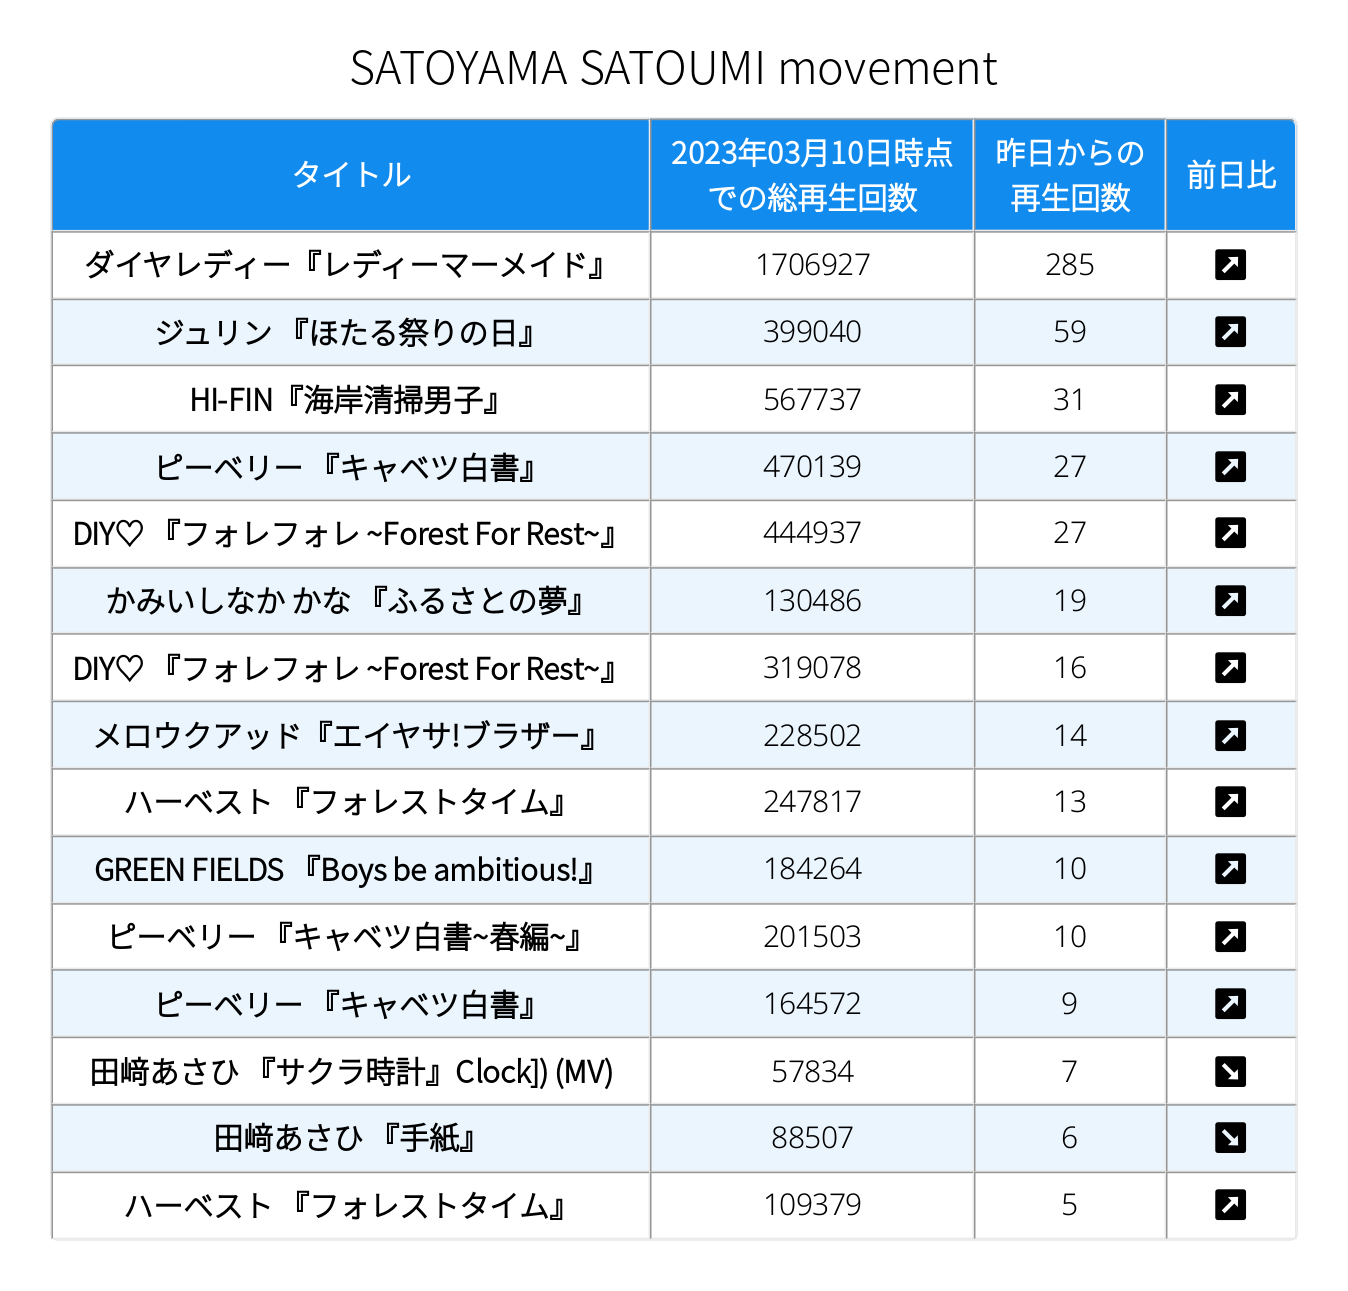 SATOYAMA SATOUMI movement
タイトル 2023年03月10日時点での総再生回数 昨日からの再生回数 前日比
ダイヤレディー『レディーマーメイド』 1706927 285 ↗
ジュリン 『ほたる祭りの日』 399040 59 ↗
HI-FIN『海岸清掃男子』 567737 31 ↗
ピーベリー 『キャベツ白書』 470139 27 ↗
DIY♡ 『フォレフォレ ~Forest For Rest~』 444937 27 ↗
かみいしなか かな 『ふるさとの夢』 130486 19 ↗
DIY♡ 『フォレフォレ ~Forest For Rest~』 319078 16 ↗
メロウクアッド『エイヤサ!ブラザー』 228502 14 ↗
ハーベスト 『フォレストタイム』 247817 13 ↗
GREEN FIELDS 『Boys be ambitious!』 184264 10 ↗
ピーベリー 『キャベツ白書~春編~』 201503 10 ↗
ピーベリー 『キャベツ白書』 164572 9 ↗
田﨑あさひ 『サクラ時計』Clock]) (MV) 57834 7 ↘
田﨑あさひ 『手紙』 88507 6 ↘
ハーベスト 『フォレストタイム』 109379 5 ↗